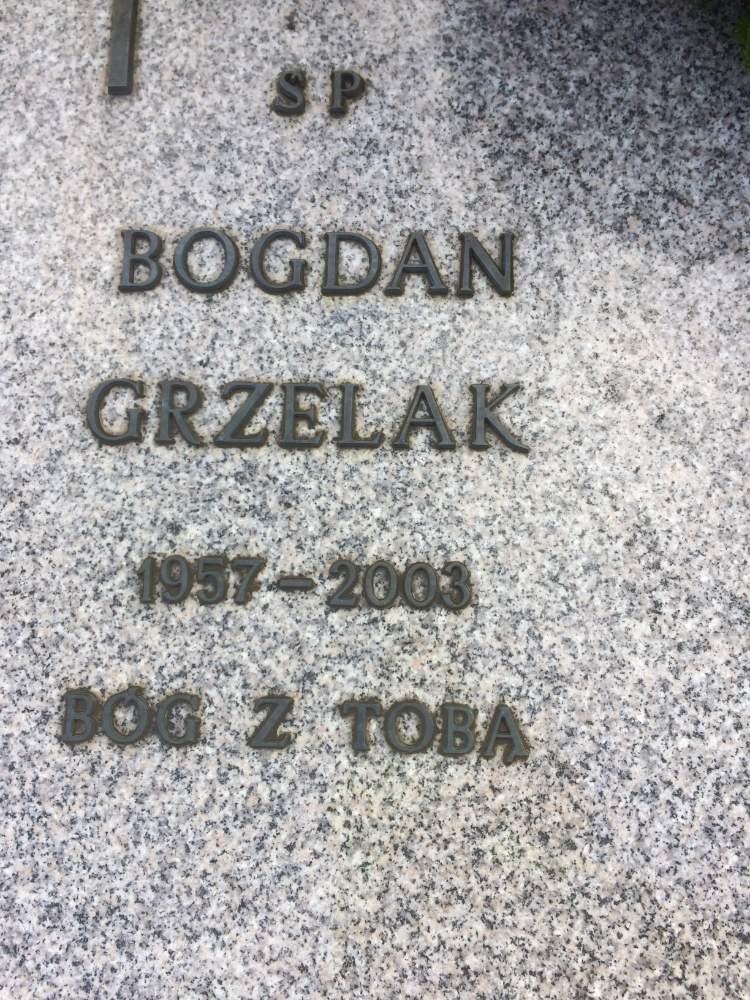 SP
BOGDAN
GRZELAK
1957-2003
BÓG Z TOBĄ